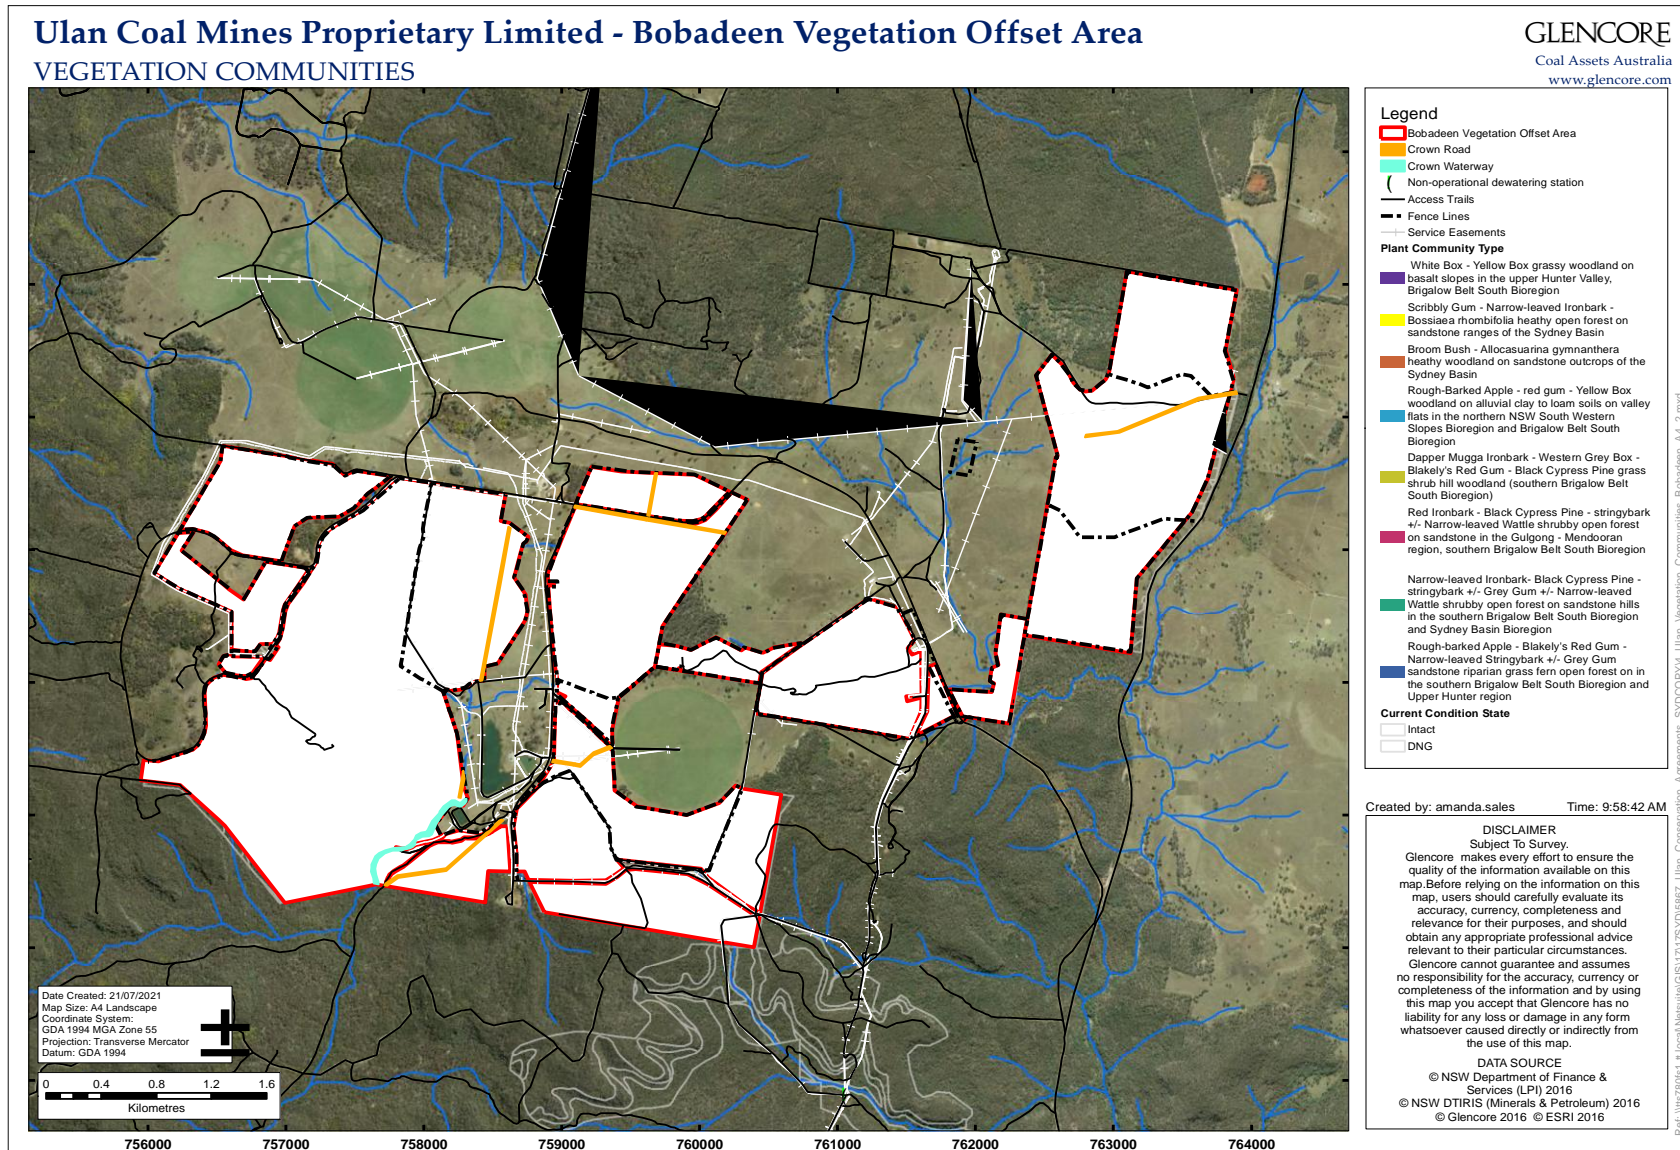 Ulan Coal Mines Proprietary Limited - Bobadeen Vegetation Offset Area
VEGETATION COMMUNITIES
GLENCORE
Coal Assets Australia
www.glencore.com
Legend
Bobadeen Vegetation Offset Area
Crown Road
Crown Waterway
Non-operational dewatering station
Access Trails
Fence Lines
Service Easements
Plant Community Type
White Box - Yellow Box grassy woodland on
basalt slopes in the upper Hunter Valley,
Brigalow Belt South Bioregion
Scribbly Gum - Narrow-leaved Ironbark -
Bossiaea rhombifolia heathy open forest on
sandstone ranges of the Sydney Basin
Broom Bush - Allocasuarina gymnanthera
heathy woodland on sandstone outcrops of the
Sydney Basin
Rough-Barked Apple - red gum - Yellow Box
woodland on alluvial clay to loam soils on valley
flats in the northern NSW South Western
Slopes Bioregion and Brigalow Belt South
Bioregion
Dapper Mugga Ironbark - Western Grey Box -
Blakely's Red Gum - Black Cypress Pine grass
shrub hill woodland (southern Brigalow Belt
South Bioregion)
Red Ironbark - Black Cypress Pine - stringybark
+/- Narrow-leaved Wattle shrubby open forest
on sandstone in the Gulgong - Mendooran
region, southern Brigalow Belt South Bioregion
Narrow-leaved Ironbark- Black Cypress Pine -
stringybark +/- Grey Gum +/- Narrow-leaved
Wattle shrubby open forest on sandstone hills
in the southern Brigalow Belt South Bioregion
and Sydney Basin Bioregion
Rough-barked Apple - Blakely's Red Gum -
Narrow-leaved Stringybark +/- Grey Gum
sandstone riparian grass fern open forest on in
the southern Brigalow Belt South Bioregion and
Upper Hunter region
Current Condition State
Intact
DNG
Created by: amanda.sales Time: 9:58:42 AM
DISCLAIMER
Subject To Survey.
Glencore makes every effort to ensure the
quality of the information available on this
map.Before relying on the information on this
map, users should carefully evaluate its
accuracy, currency, completeness and
relevance for their purposes, and should
obtain any appropriate professional advice
relevant to their particular circumstances.
Glencore cannot guarantee and assumes
no responsibility for the accuracy, currency or
completeness of the information and by using
this map you accept that Glencore has no
liability for any loss or damage in any form
whatsoever caused directly or indirectly from
the use of this map.
DATA SOURCE
© NSW Department of Finance &
Services (LPI) 2016
© NSW DTIRIS (Minerals & Petroleum) 2016
© Glencore 2016 © ESRI 2016
Date Created: 21/07/2021
Map Size: A4 Landscape
Coordinate System:
GDA 1994 MGA Zone 55
Projection: Transverse Mercator
Datum: GDA 1994
0 0.4 0.8 1.2 1.6
Kilometres
756000 757000 758000 759000 760000 761000 762000 763000 764000